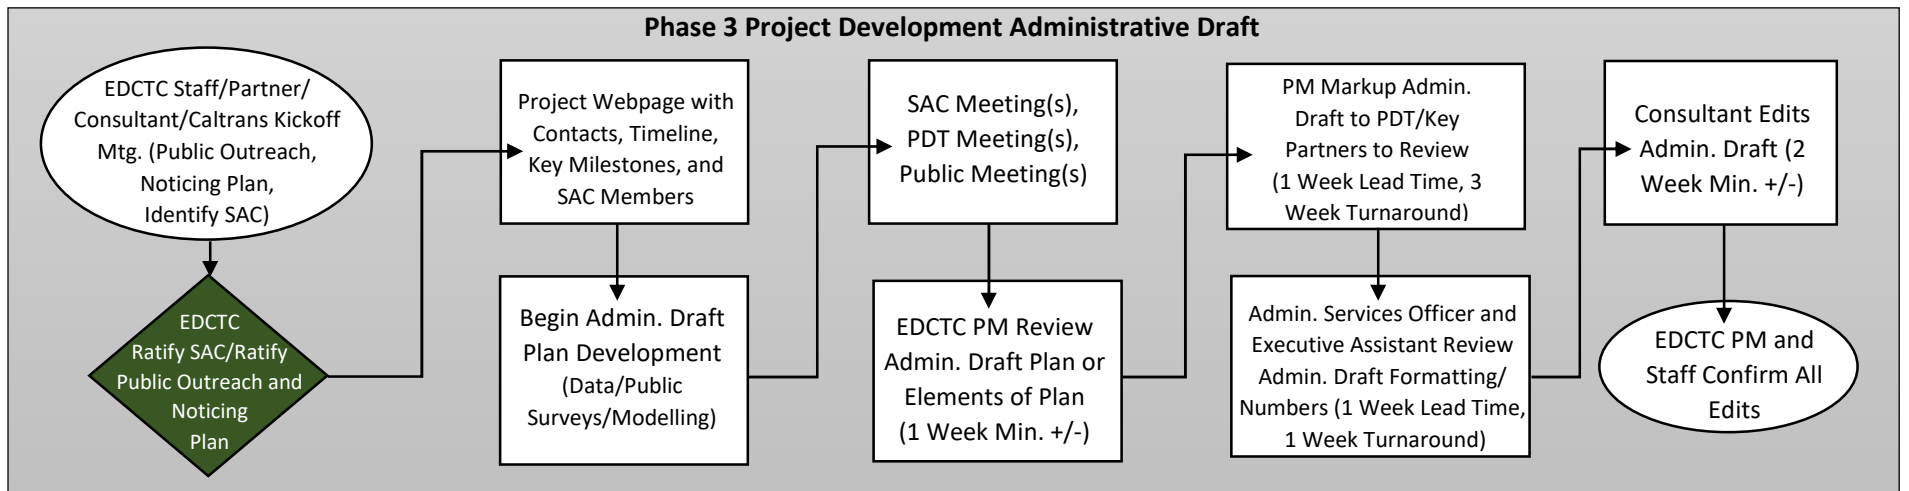 Phase 3 Project Development Administrative Draft
EDCTC Staff/Partner/
Consultant/Caltrans Kickoff
Mtg. (Public Outreach,
Noticing Plan,
Identify SAC)
EDCTC
Ratify SAC/Ratify
Public Outreach and
Noticing
Plan
Project Webpage with
Contacts, Timeline,
Key Milestones, and
SAC Members
Begin Admin. Draft
Plan Development
(Data/Public
Surveys/Modelling)
SAC Meeting(s),
PDT Meeting(s),
Public Meeting(s)
EDCTC PM Review
Admin. Draft Plan or
Elements of Plan
(1 Week Min. +/-)
PM Markup Admin.
Draft to PDT/Key
Partners to Review
(1 Week Lead Time, 3
Week Turnaround)
Admin. Services Officer and
Executive Assistant Review
Admin. Draft Formatting/
Numbers (1 Week Lead Time,
1 Week Turnaround)
Consultant Edits
Admin. Draft (2
Week Min. +/-)
EDCTC PM and
Staff Confirm All
Edits